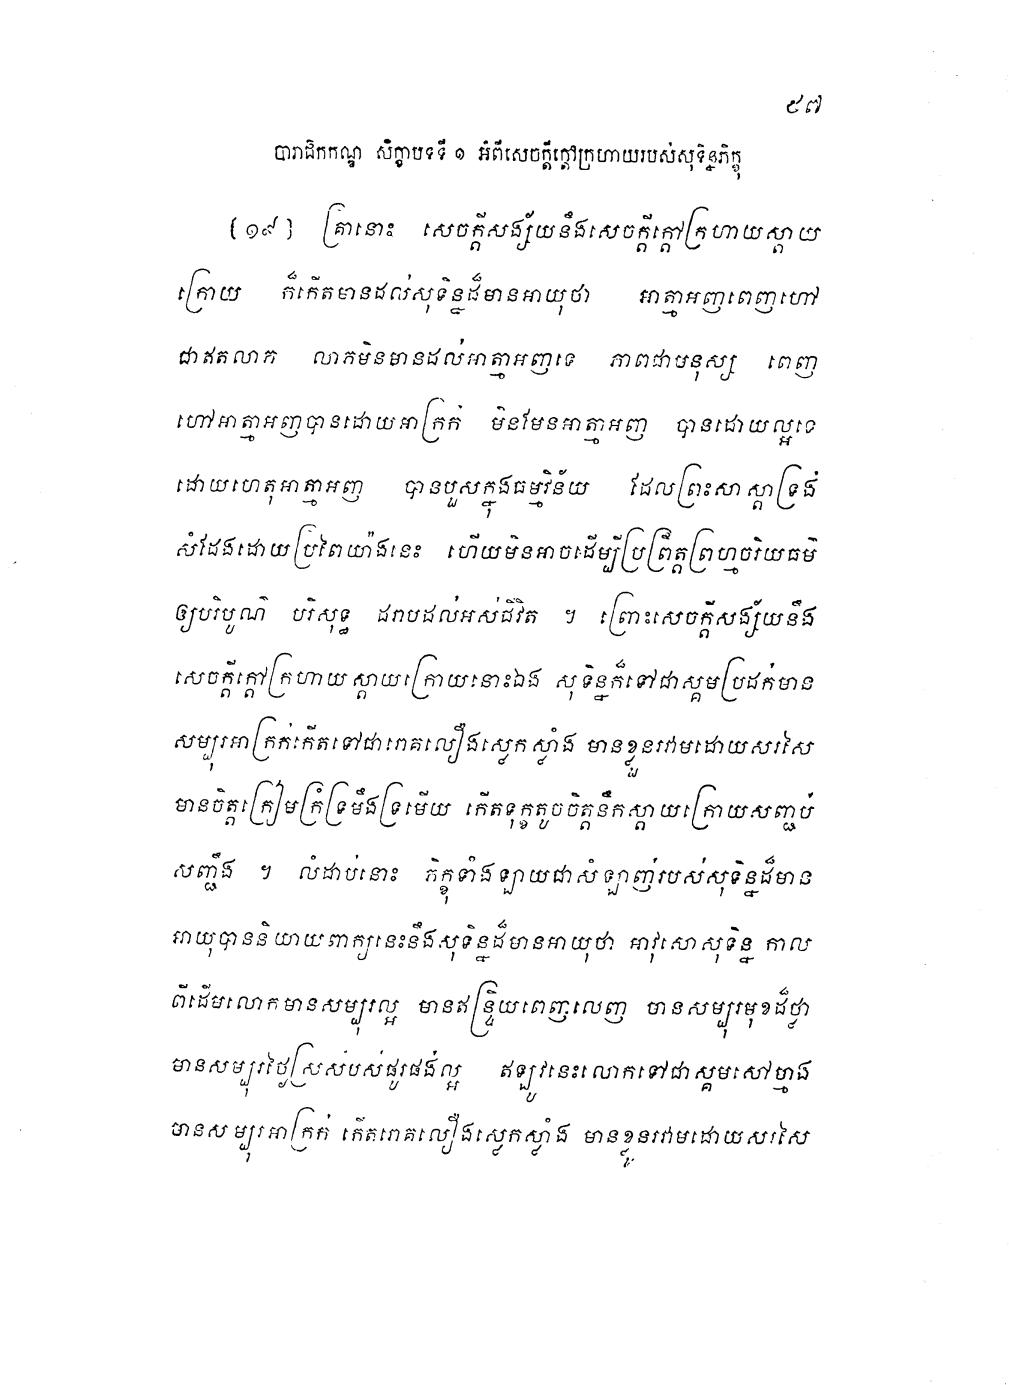 ៩៧
បារាជិកកណ្ឌ សិក្ខាបទទី ១ អំពីសេចក្តីក្តៅក្រហាយរបស់សុទិន្នភិក្ខុ
[១៩] គ្រានោះ សេចក្តីសង្ស័យនឹងសេចក្តីក្តៅក្រហាយស្តាយ
ក្រោយ ក៏កើតមានដល់សុទិន្នដ៏មានអាយុថា អាត្មាអញពេញហៅ
ជាឥតលាភ លាភមិនមានដល់អាត្មាអញទេ ភាពជាមនុស្ស ពេញ
ហៅអាត្មាអញបានដោយអាក្រក់ មិនមែនអាត្មាអញ បានដោយល្អទេ
ដោយហេតុអាត្មាអញ បានបួសក្នុងធម្មវិន័យ ដែលព្រះសាស្តាទ្រង់
សំដែងដោយប្រពៃយ៉ាងនេះ ហើយមិនអាចដើម្បីប្រព្រឹត្តព្រហ្មចរិយធម៌
ឲ្យបរិបូណ៌ បរិសុទ្ធ ដរាបដល់អស់ជីវិត ។ ព្រោះសេចក្តីសង្ស័យនឹង
សេចក្តីក្តៅក្រហាយស្តាយក្រោយនោះឯង សុទិន្នក៏ទៅជាស្គមប្រដក់មាន
សម្បុរអាក្រក់កើតទៅជារោគលឿងស្លេកស្លាំង មានខ្លួនរវាមដោយសរសៃ
មានចិត្តក្រៀមក្រំទ្រមឹងទ្រមើយ កើតទុក្ខតូចចិត្តនឹកស្តាយក្រោយសញ្ជប់
សញ្ជឹង ។ លំដាប់នោះ ភិក្ខុទាំងឡាយជាសំឡាញ់របស់សុទិន្នដ៏មាន
អាយុបាននិយាយពាក្យនេះនឹងសុទិន្នដ៏មានអាយុថា អាវុសោសុទិន្ន កាល
ពីដើមលោកមានសម្បុរល្អ មានឥន្ទ្រិយពេញលេញ មានសម្បុរមុខដ៏ថ្លា
មានសម្បុរថ្លៃស្រស់បស់ផូរផង់ល្អ ឥឡូវនេះលោកទៅជាស្គមសៅហ្មង
មានសម្បុរអាក្រក់ កើតរោគលឿងស្លេកស្លាំង មានខ្លួនរវាមដោយសរសៃ